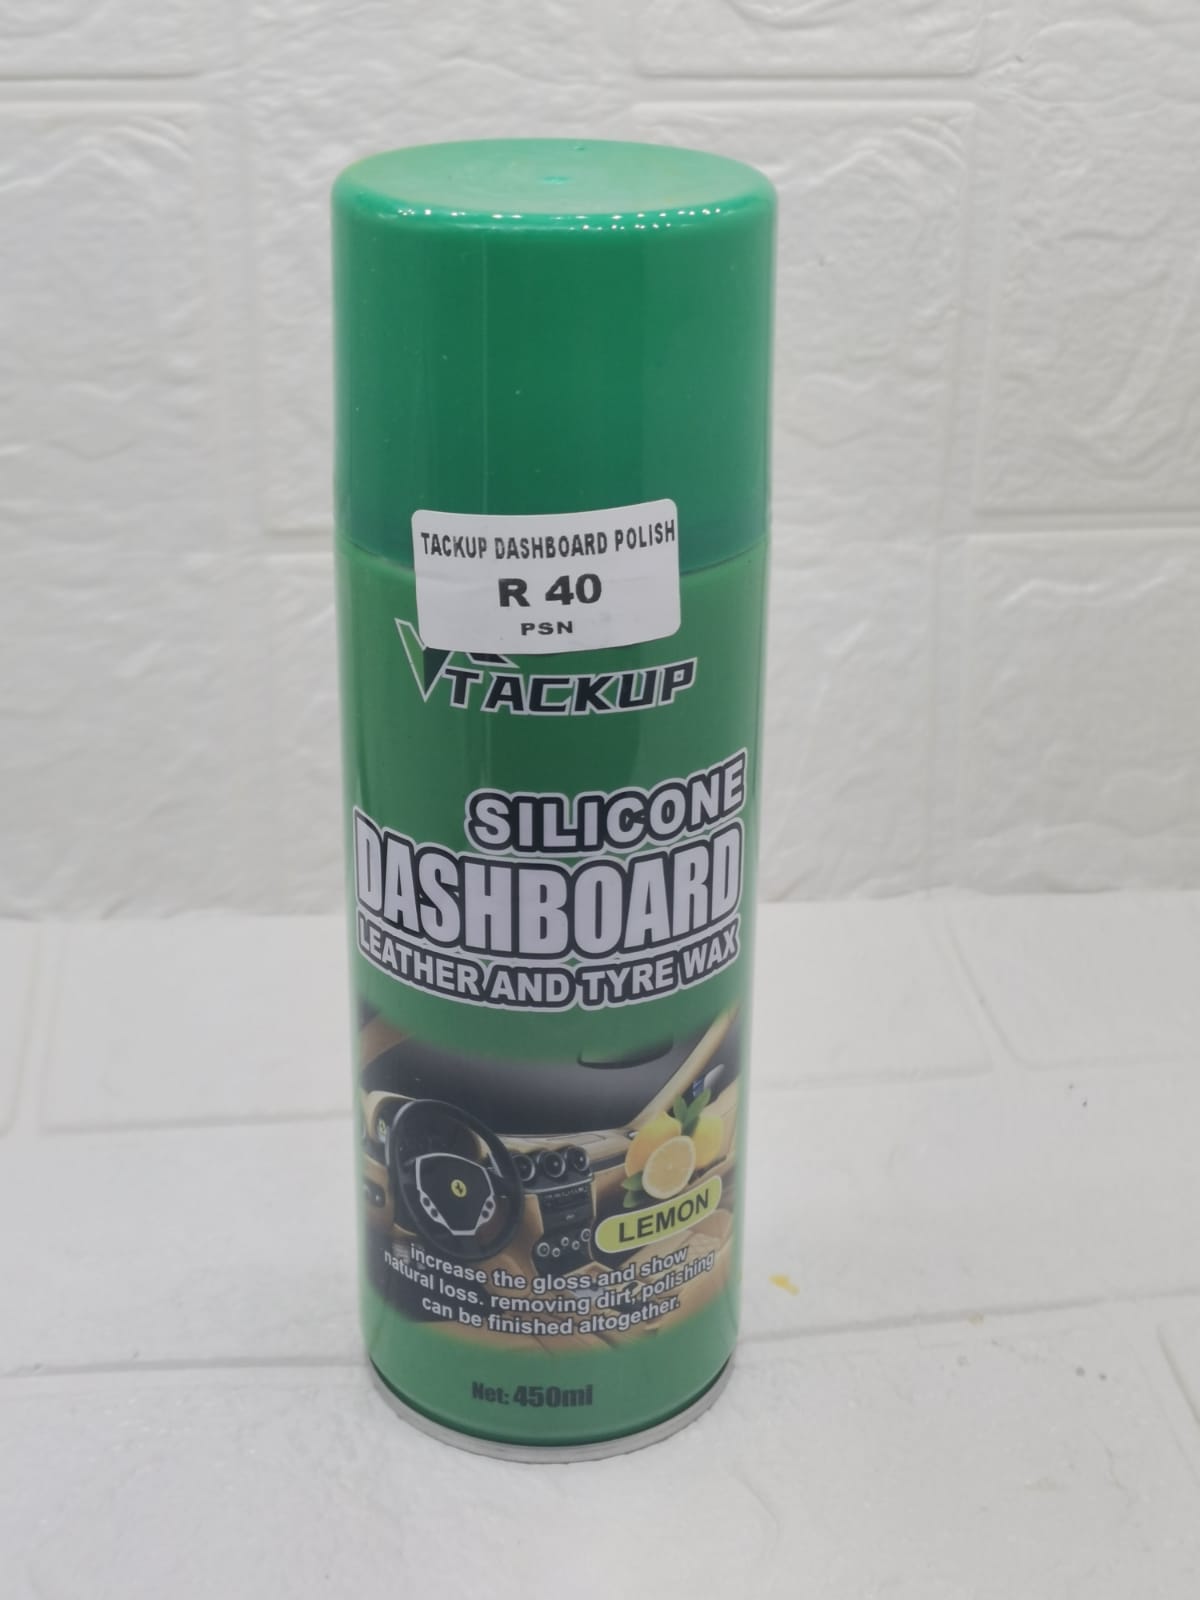 TACKUP DASHBOARD POLISH
R 40
PSN
TACKUP
SILICONE
DASHBOARD
LEATHER AND TYRE WAX
LEMON
increase the gloss and show
natural loss. removing dirt, polishing
can be finished altogether.
Net: 450ml